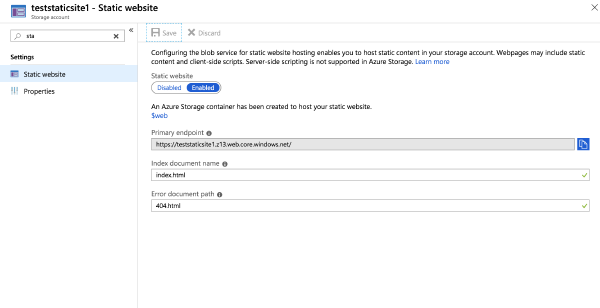 teststaticsite1 - Static website
Storage account
sta
Save
Discard
Settings
Static website
Properties
Configuring the blob service for static website hosting enables you to host static content in your storage account. Webpages may include static
content and client-side scripts. Server-side scripting is not supported in Azure Storage. Learn more
Static website
Disabled Enabled
An Azure Storage container has been created to host your static website.
$web
Primary endpoint
https://teststaticsite1.z13.web.core.windows.net/
Index document name
index.html
Error document path
404.html